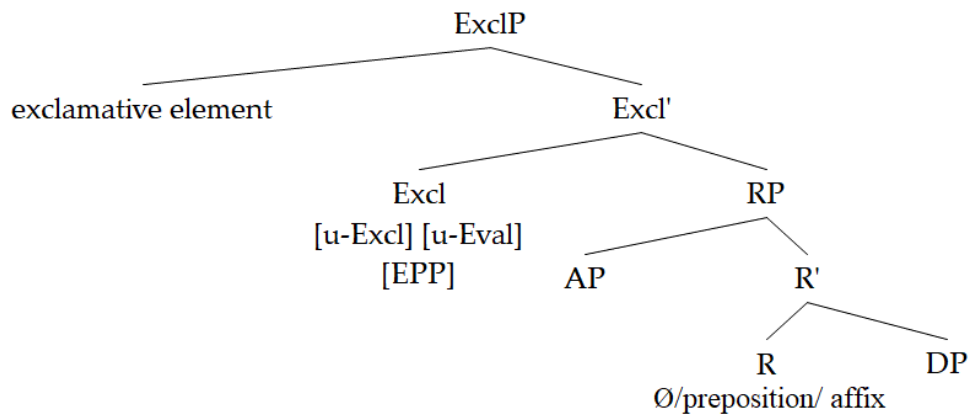 ExclP
exclamative element Excl'
Excl RP
[u-Excl] [u-Eval]
[EPP] AP R'
R DP
Ø/preposition/ affix